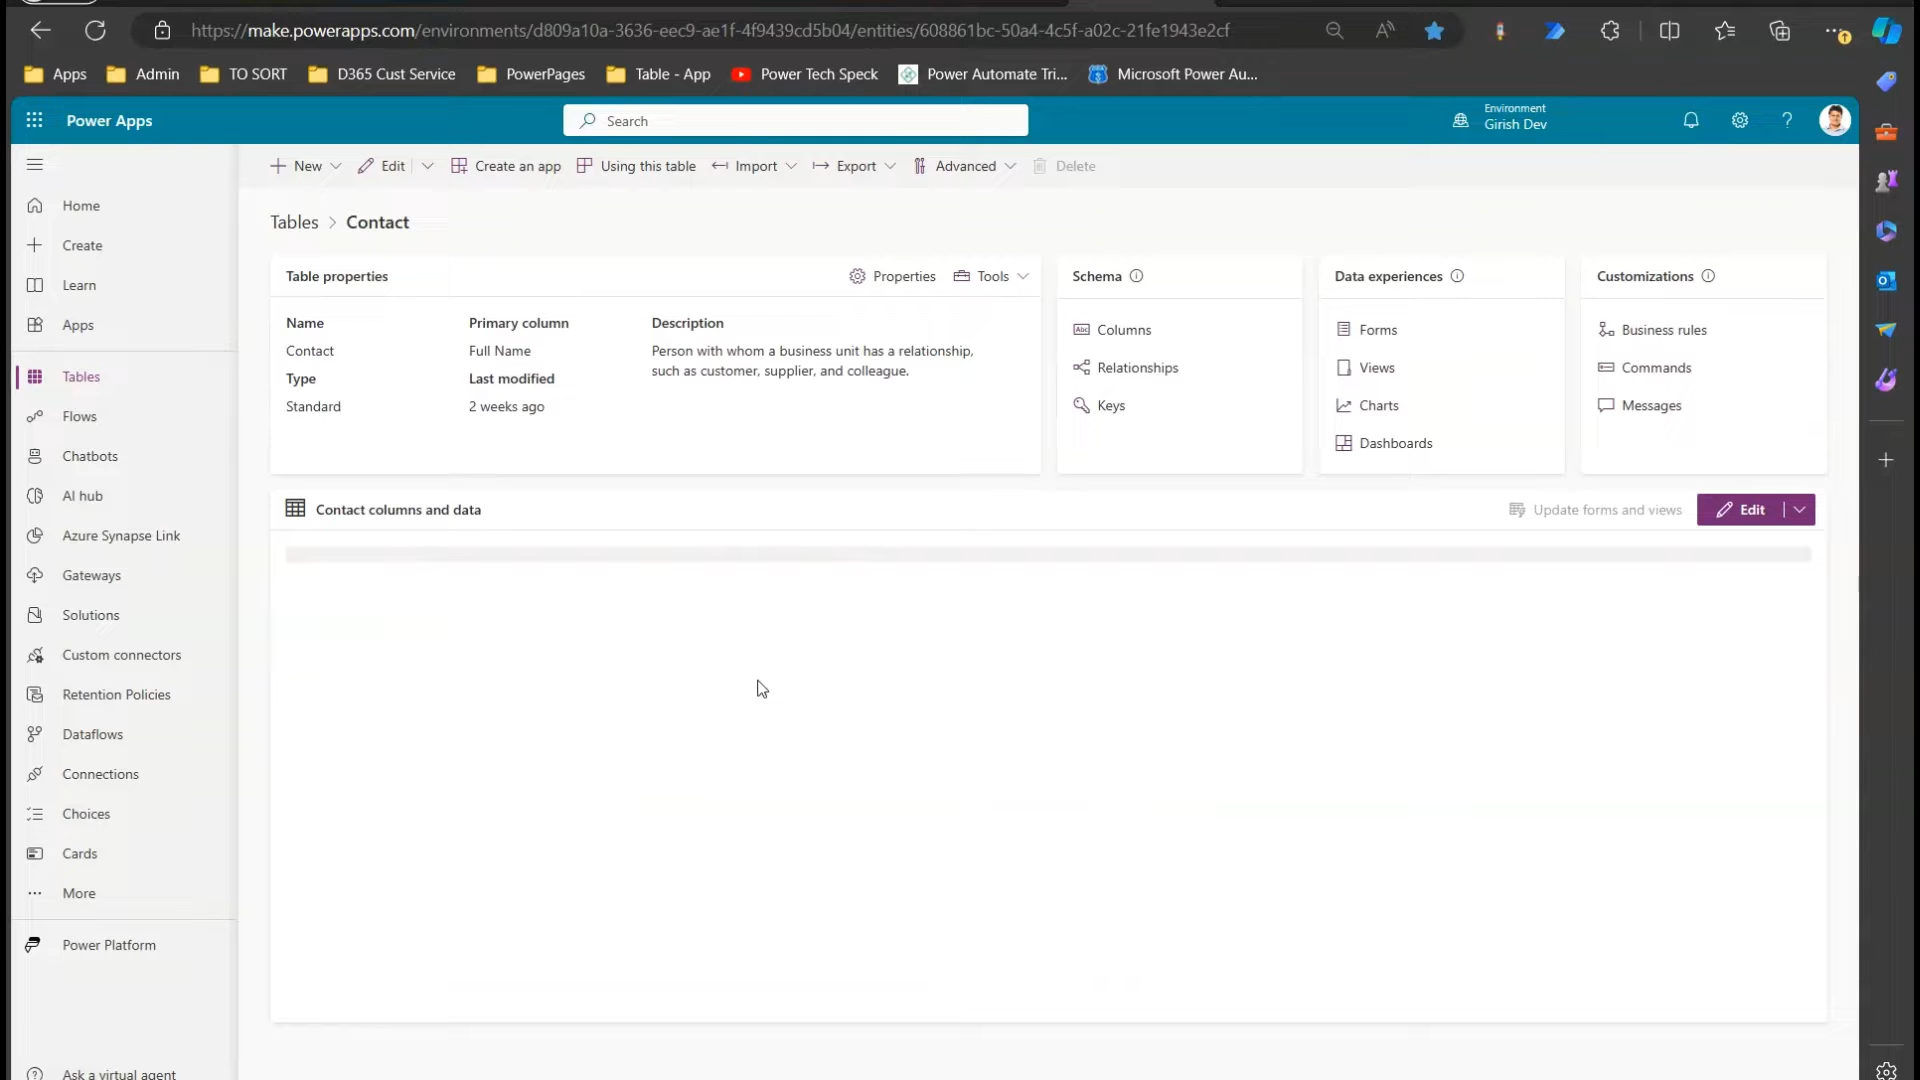 https://make.powerapps.com/environments/d809a10a-3636-eec9-ae1f-4f9439cd5b04/entities/608861bc-50a4-4c5f-a02c-21fe1943e2cf
Apps Admin TO SORT D365 Cust Service PowerPages Table - App Power Tech Speck Power Automate Tri... Microsoft Power Au...
Power Apps
Search
Environment
Girish Dev
New Edit Create an app Using this table Import Export Advanced Delete
Home
Create
Learn
Apps
Tables
Flows
Chatbots
AI hub
Azure Synapse Link
Gateways
Solutions
Custom connectors
Retention Policies
Dataflows
Connections
Choices
Cards
More
Power Platform
Ask a virtual agent
Tables > Contact
Table properties
Properties Tools
Name
Contact
Type
Standard
Primary column
Full Name
Last modified
2 weeks ago
Description
Person with whom a business unit has a relationship,
such as customer, supplier, and colleague.
Schema
Abc Columns
Relationships
Keys
Data experiences
Forms
Views
Charts
Dashboards
Customizations
Business rules
Commands
Messages
Contact columns and data
Update forms and views
Edit